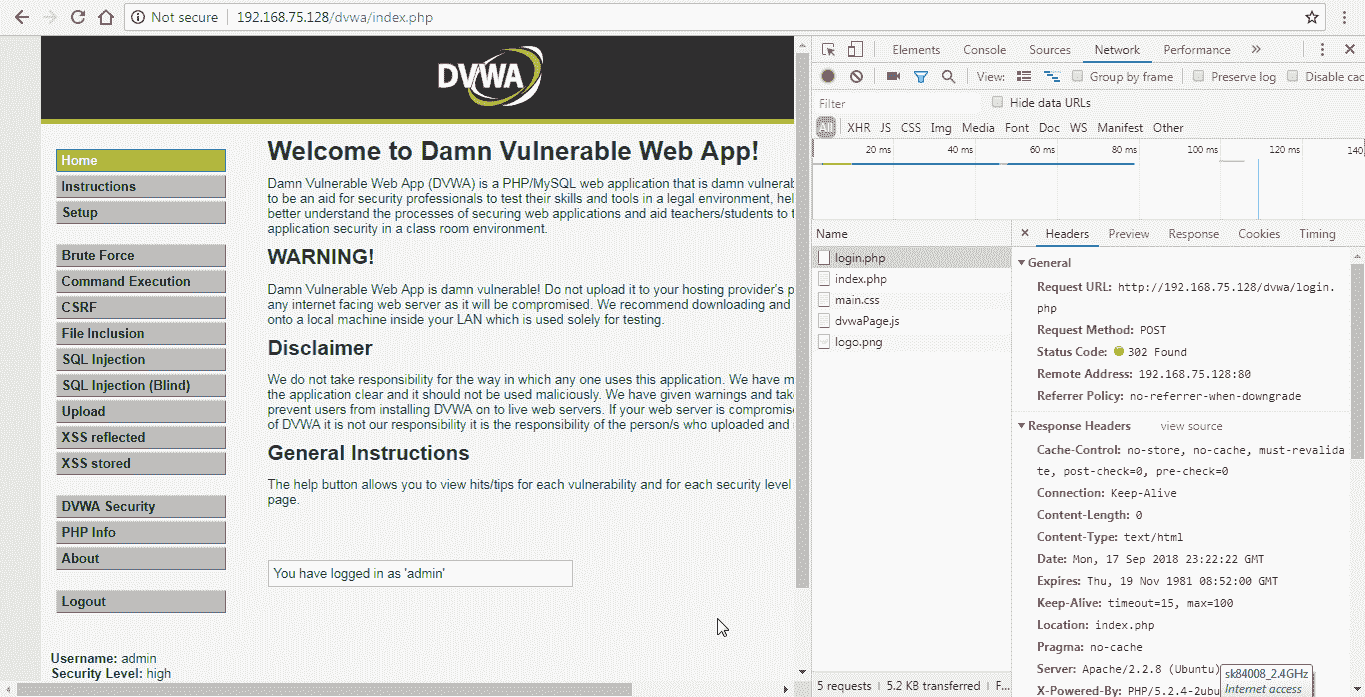 Not secure 192.168.75.128/dvwa/index.php
DVWA
Home
Instructions
Setup
Brute Force
Command Execution
CSRF
File Inclusion
SQL Injection
SQL Injection (Blind)
Upload
XSS reflected
XSS stored
DVWA Security
PHP Info
About
Logout
Username: admin
Security Level: high
Welcome to Damn Vulnerable Web App!
Damn Vulnerable Web App (DVWA) is a PHP/MySQL web application that is damn vulnerab
to be an aid for security professionals to test their skills and tools in a legal environment, hel
better understand the processes of securing web applications and aid teachers/students to t
application security in a class room environment.
WARNING!
Damn Vulnerable Web App is damn vulnerable! Do not upload it to your hosting provider's p
any internet facing web server as it will be compromised. We recommend downloading and
onto a local machine inside your LAN which is used solely for testing.
Disclaimer
We do not take responsibility for the way in which any one uses this application. We have m
the application clear and it should not be used maliciously. We have given warnings and tak
prevent users from installing DVWA on to live web servers. If your web server is compromise
of DVWA it is not our responsibility it is the responsibility of the person/s who uploaded and
General Instructions
The help button allows you to view hits/tips for each vulnerability and for each security level
page.
You have logged in as 'admin'
Elements Console Sources Network Performance »
View: Group by frame Preserve log Disable cac
Filter Hide data URLs
All XHR JS CSS Img Media Font Doc WS Manifest Other
20 ms 40 ms 60 ms 80 ms 100 ms 120 ms 140
Name
login.php
index.php
main.css
dvwaPage.js
logo.png
5 requests | 5.2 KB transferred | F...
× Headers Preview Response Cookies Timing
General
Request URL: http://192.168.75.128/dvwa/login.
php
Request Method: POST
Status Code: 302 Found
Remote Address: 192.168.75.128:80
Referrer Policy: no-referrer-when-downgrade
Response Headers view source
Cache-Control: no-store, no-cache, must-revalida
te, post-check=0, pre-check=0
Connection: Keep-Alive
Content-Length: 0
Content-Type: text/html
Date: Mon, 17 Sep 2018 23:22:22 GMT
Expires: Thu, 19 Nov 1981 08:52:00 GMT
Keep-Alive: timeout=15, max=100
Location: index.php
Pragma: no-cache
Server: Apache/2.2.8 (Ubuntu)
X-Powered-By: PHP/5.2.4-2ubu
sk84008_2.4GHz
Internet access